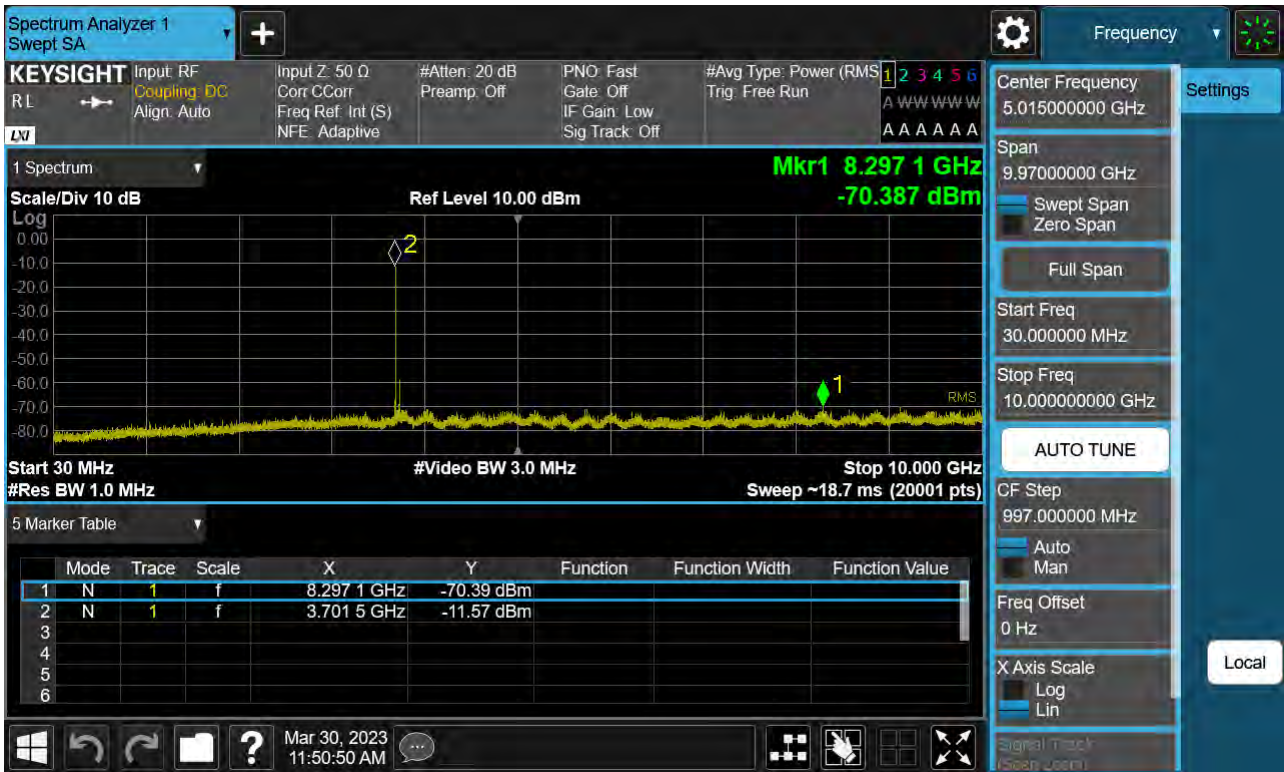 Spectrum Analyzer 1
Swept SA
Frequency
KEYSIGHT
RL
LXI
Input: RF
Coupling: DC
Align: Auto
Input Z: 50 Ω
Corr CCorr
Freq Ref: Int (S)
NFE: Adaptive
#Atten: 20 dB
Preamp: Off
PNO: Fast
Gate: Off
IF Gain: Low
Sig Track: Off
#Avg Type: Power (RMS
Trig: Free Run
1 2 3 4 5 6
A W W W W W
A A A A A A
1 Spectrum
Scale/Div 10 dB
Ref Level 10.00 dBm
Mkr1 8.297 1 GHz
-70.387 dBm
Log
0.00
-10.0
-20.0
-30.0
-40.0
-50.0
-60.0
-70.0
-80.0
2
1
RMS
Start 30 MHz
#Video BW 3.0 MHz
Stop 10.000 GHz
#Res BW 1.0 MHz
Sweep ~18.7 ms (20001 pts)
5 Marker Table
Mode Trace Scale X Y Function Function Width Function Value
1 N 1 f 8.297 1 GHz -70.39 dBm
2 N 1 f 3.701 5 GHz -11.57 dBm
3
4
5
6
Mar 30, 2023
11:50:50 AM
?
Center Frequency
5.015000000 GHz
Span
9.97000000 GHz
Swept Span
Zero Span
Full Span
Start Freq
30.000000 MHz
Stop Freq
10.000000000 GHz
AUTO TUNE
CF Step
997.000000 MHz
Auto
Man
Freq Offset
0 Hz
X Axis Scale
Log
Lin
Signal Track
(Span Zoom)
Settings
Local